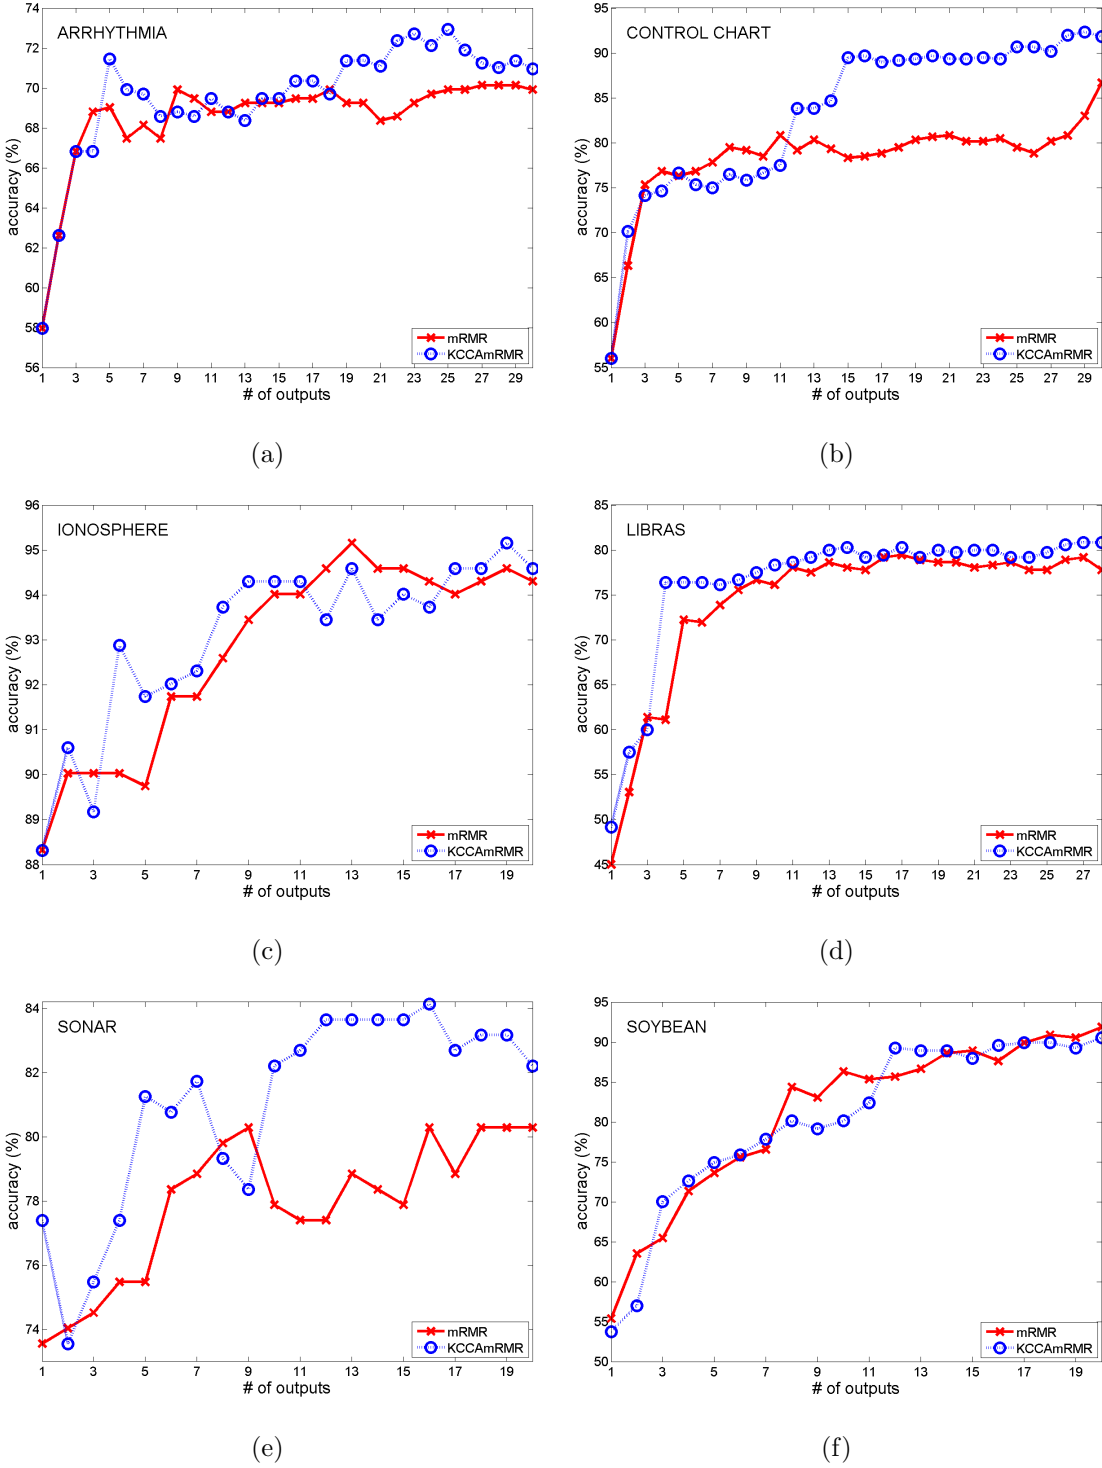 ARRHYTHMIA
accuracy (%)
74
72
70
68
66
64
62
60
58
56
1 3 5 7 9 11 13 15 17 19 21 23 25 27 29
# of outputs
mRMR
KCCAmRMR
(a)
CONTROL CHART
accuracy (%)
95
90
85
80
75
70
65
60
55
1 3 5 7 9 11 13 15 17 19 21 23 25 27 29
# of outputs
mRMR
KCCAmRMR
(b)
IONOSPHERE
accuracy (%)
96
95
94
93
92
91
90
89
88
1 3 5 7 9 11 13 15 17 19
# of outputs
mRMR
KCCAmRMR
(c)
LIBRAS
accuracy (%)
85
80
75
70
65
60
55
50
45
1 3 5 7 9 11 13 15 17 19 21 23 25 27
# of outputs
mRMR
KCCAmRMR
(d)
SONAR
accuracy (%)
84
82
80
78
76
74
1 3 5 7 9 11 13 15 17 19
# of outputs
mRMR
KCCAmRMR
(e)
SOYBEAN
accuracy (%)
95
90
85
80
75
70
65
60
55
50
1 3 5 7 9 11 13 15 17 19
# of outputs
mRMR
KCCAmRMR
(f)